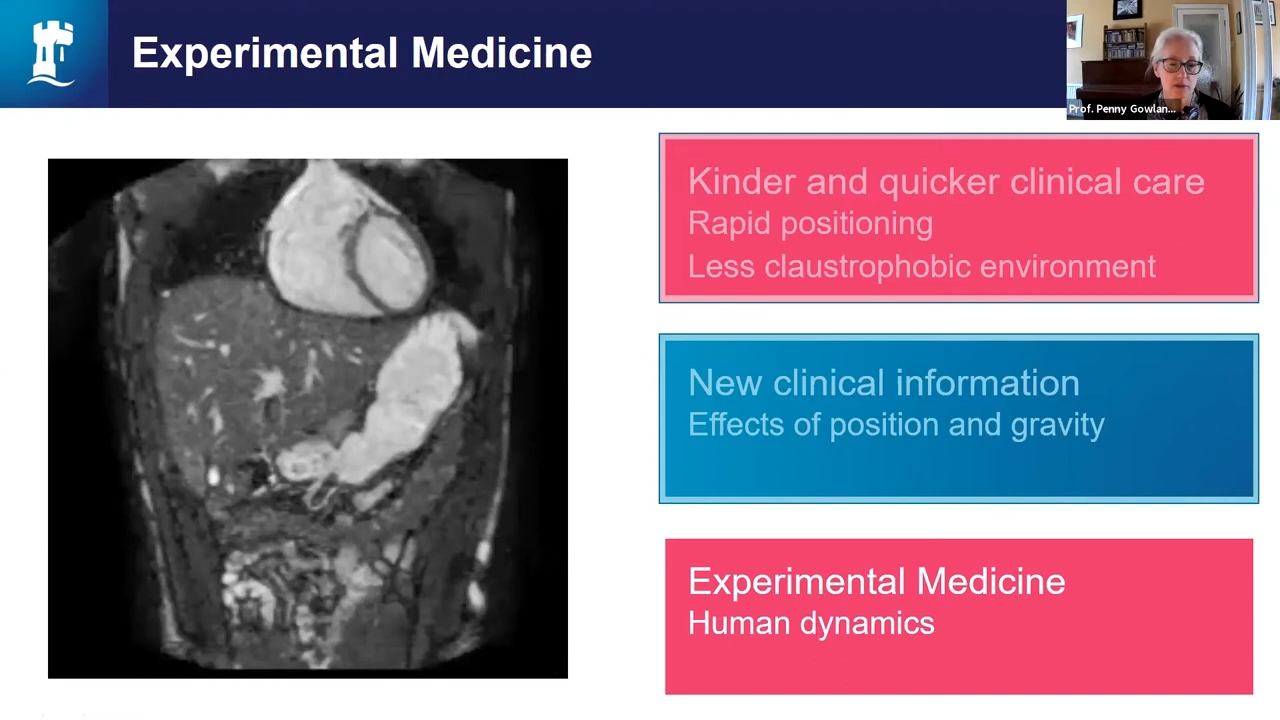 Experimental Medicine
Prof. Penny Gowlan...
Kinder and quicker clinical care
Rapid positioning
Less claustrophobic environment
New clinical information
Effects of position and gravity
Experimental Medicine
Human dynamics